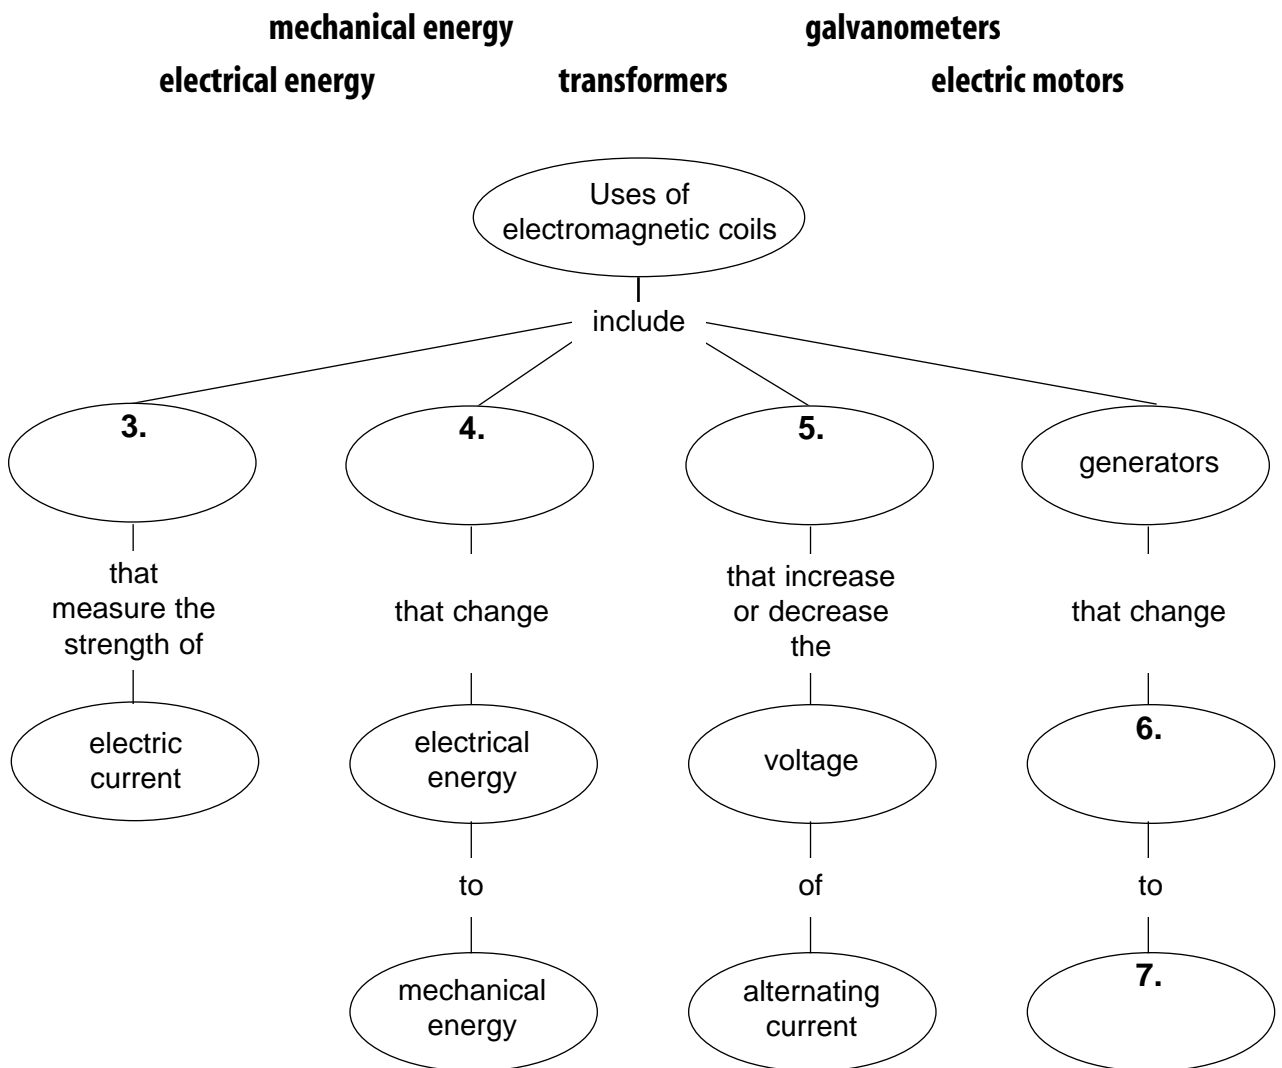 mechanical energy galvanometers
electrical energy transformers electric motors
Uses of
electromagnetic coils
include
3.
4.
5.
generators
that
measure the
strength of
that change
that increase
or decrease
the
that change
electric
current
electrical
energy
voltage
6.
to
of
to
mechanical
energy
alternating
current
7.